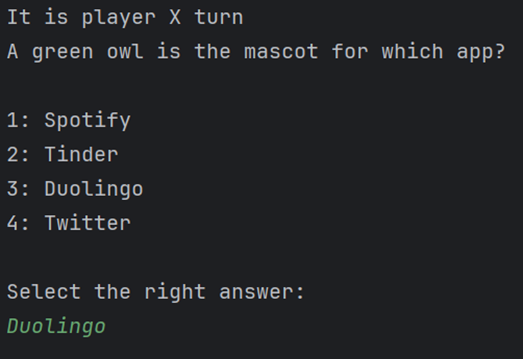 It is player X turn
A green owl is the mascot for which app?
1: Spotify
2: Tinder
3: Duolingo
4: Twitter
Select the right answer:
Duolingo